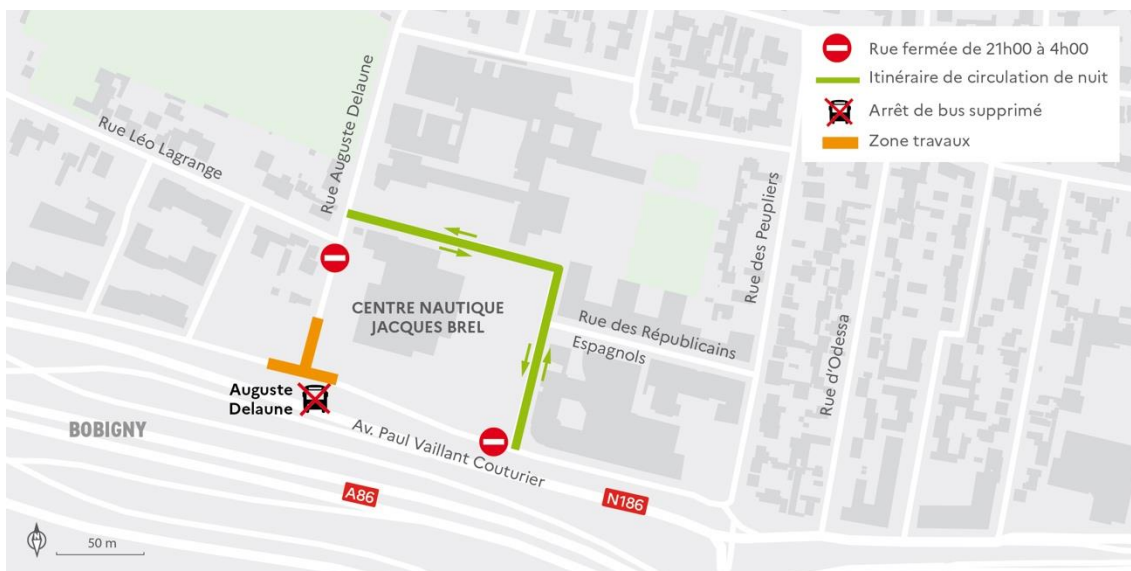 Rue fermée de 21h00 à 4h00
Itinéraire de circulation de nuit
Arrêt de bus supprimé
Zone travaux
Rue Léo Lagrange
Rue Auguste Delaune
Rue des Peupliers
CENTRE NAUTIQUE
JACQUES BREL
Rue des Républicains
Espagnols
Rue d'Odessa
Auguste
Delaune
BOBIGNY
Av. Paul Vaillant Couturier
A86
N186
50 m